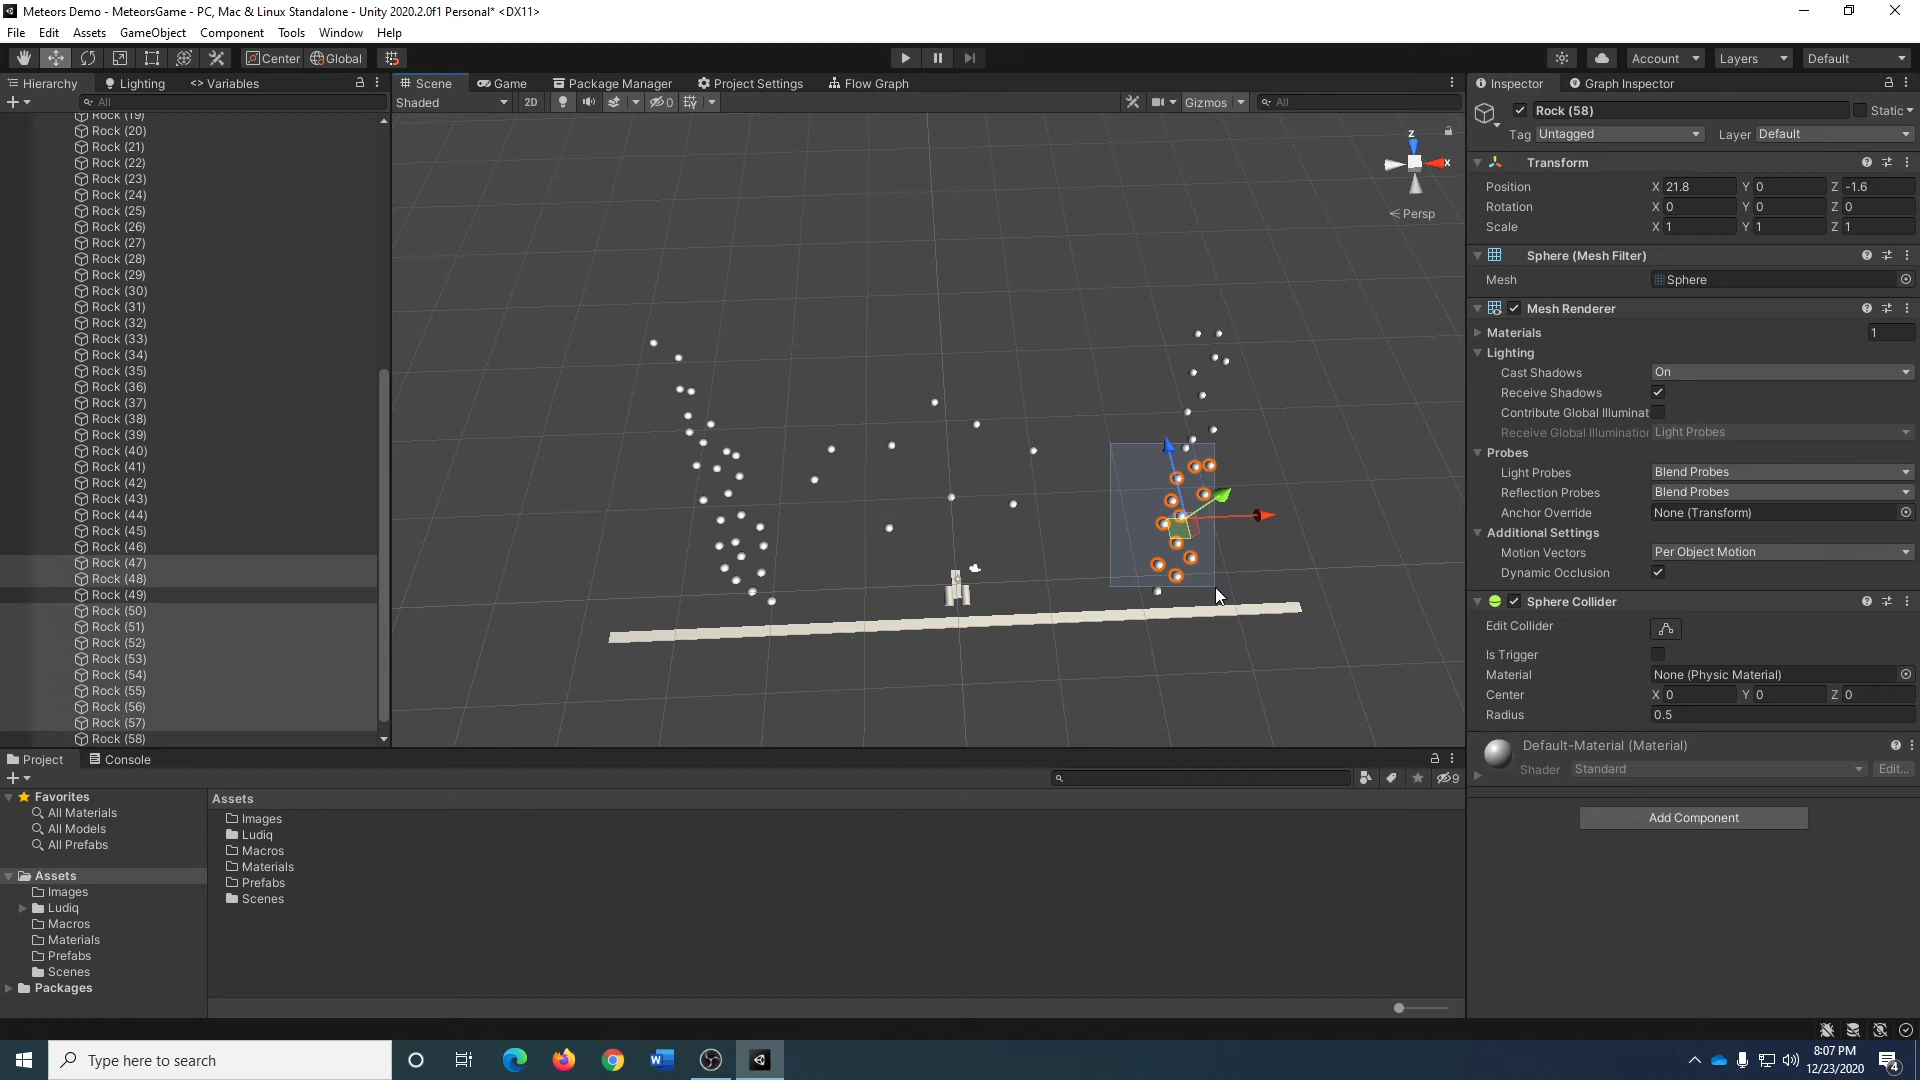 Meteors Demo - MeteorsGame - PC, Mac & Linux Standalone - Unity 2020.2.0f1 Personal* <DX11>
File Edit Assets GameObject Component Tools Window Help
Center Global
Account Layers Default
Hierarchy Lighting <> Variables
All
Rock (19)
Rock (20)
Rock (21)
Rock (22)
Rock (23)
Rock (24)
Rock (25)
Rock (26)
Rock (27)
Rock (28)
Rock (29)
Rock (30)
Rock (31)
Rock (32)
Rock (33)
Rock (34)
Rock (35)
Rock (36)
Rock (37)
Rock (38)
Rock (39)
Rock (40)
Rock (41)
Rock (42)
Rock (43)
Rock (44)
Rock (45)
Rock (46)
Rock (47)
Rock (48)
Rock (49)
Rock (50)
Rock (51)
Rock (52)
Rock (53)
Rock (54)
Rock (55)
Rock (56)
Rock (57)
Rock (58)
Scene Game Package Manager Project Settings Flow Graph
Shaded 2D 0 Gizmos All
z
x
Persp
Inspector Graph Inspector
Rock (58) Static
Tag Untagged Layer Default
Transform
Position X 21.8 Y 0 Z -1.6
Rotation X 0 Y 0 Z 0
Scale X 1 Y 1 Z 1
Sphere (Mesh Filter)
Mesh Sphere
Mesh Renderer
Materials 1
Lighting
Cast Shadows On
Receive Shadows
Contribute Global Illuminat
Receive Global Illumination Light Probes
Probes
Light Probes Blend Probes
Reflection Probes Blend Probes
Anchor Override None (Transform)
Additional Settings
Motion Vectors Per Object Motion
Dynamic Occlusion
Sphere Collider
Edit Collider
Is Trigger
Material None (Physic Material)
Center X 0 Y 0 Z 0
Radius 0.5
Default-Material (Material)
Shader Standard Edit...
Add Component
Project Console
9
Favorites
All Materials
All Models
All Prefabs
Assets
Images
Ludiq
Macros
Materials
Prefabs
Scenes
Packages
Assets
Images
Ludiq
Macros
Materials
Prefabs
Scenes
Type here to search
W
8:07 PM
12/23/2020
4